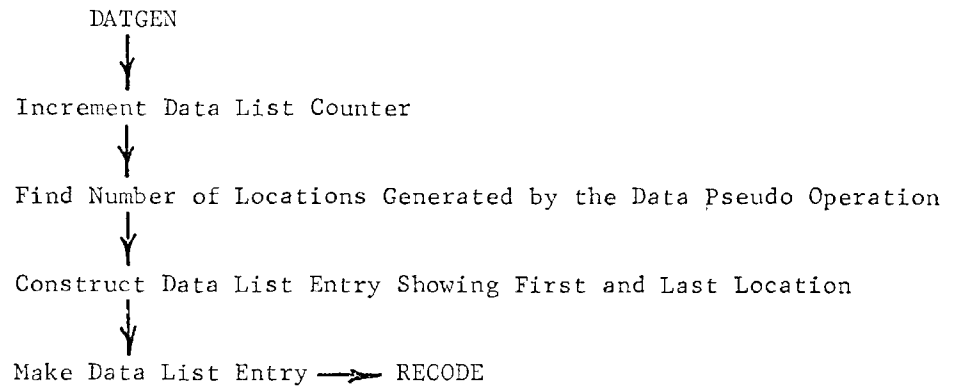 DATGEN
Increment Data List Counter
Find Number of Locations Generated by the Data Pseudo Operation
Construct Data List Entry Showing First and Last Location
Make Data List Entry RECODE